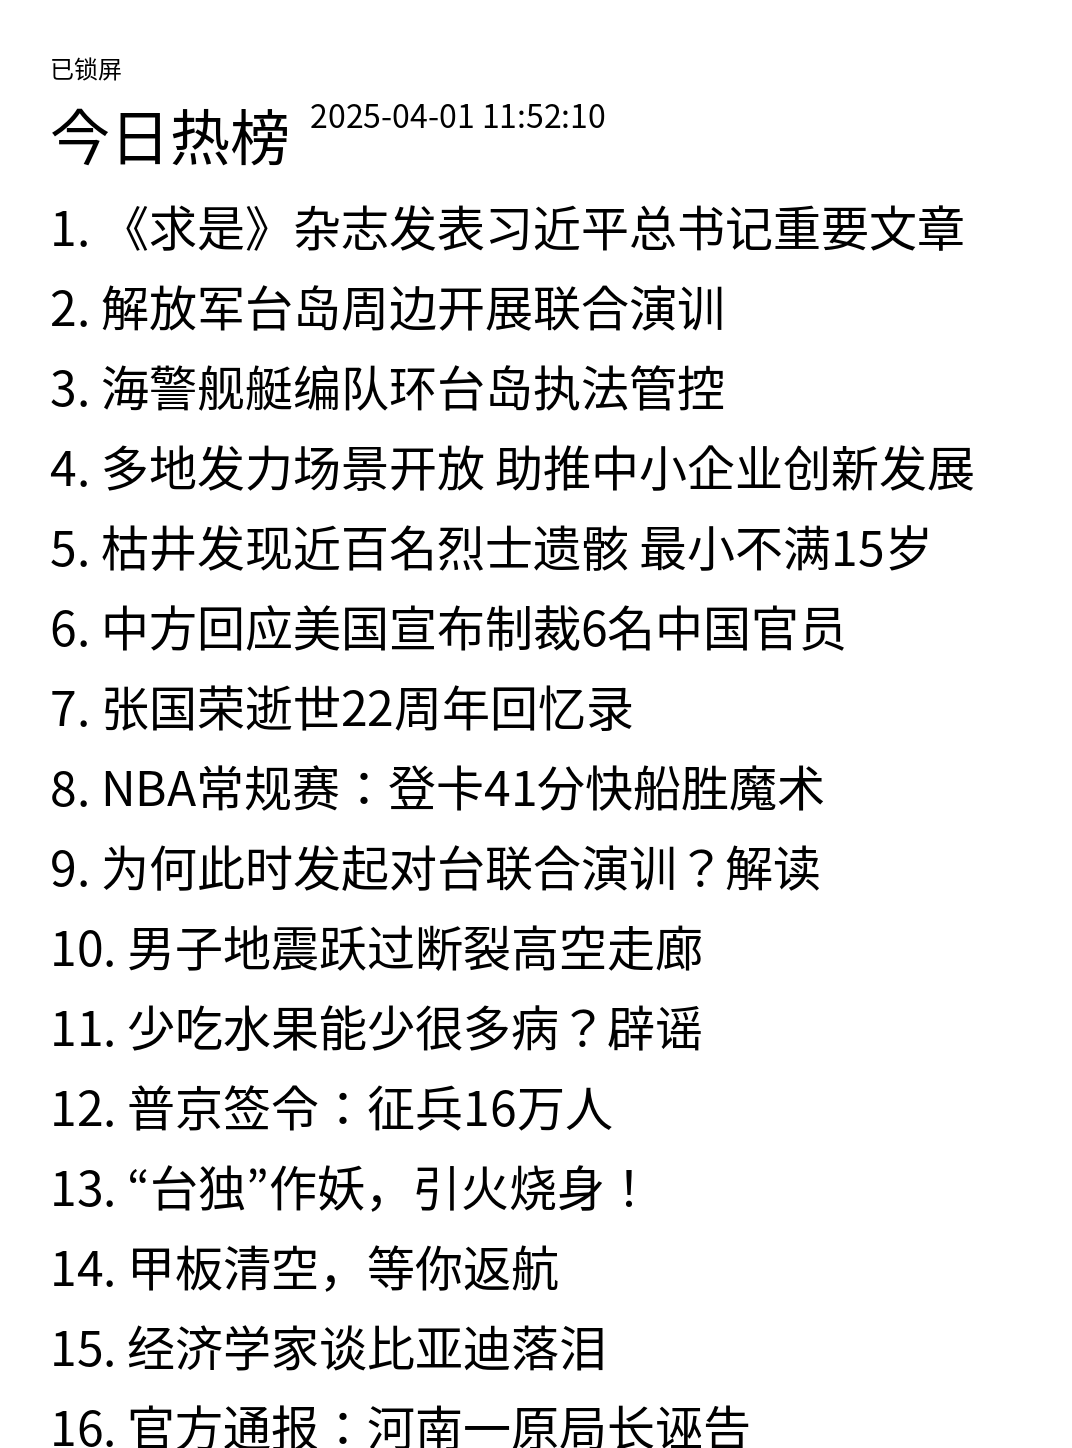 已锁屏
今日热榜 2025-04-01 11:52:10
1. 《求是》杂志发表习近平总书记重要文章
2. 解放军台岛周边开展联合演训
3. 海警舰艇编队环台岛执法管控
4. 多地发力场景开放 助推中小企业创新发展
5. 枯井发现近百名烈士遗骸 最小不满15岁
6. 中方回应美国宣布制裁6名中国官员
7. 张国荣逝世22周年回忆录
8. NBA常规赛：登卡41分快船胜魔术
9. 为何此时发起对台联合演训？解读
10. 男子地震跃过断裂高空走廊
11. 少吃水果能少很多病？辟谣
12. 普京签令：征兵16万人
13. “台独”作妖，引火烧身！
14. 甲板清空，等你返航
15. 经济学家谈比亚迪落泪
16. 官方通报：河南一原局长诬告